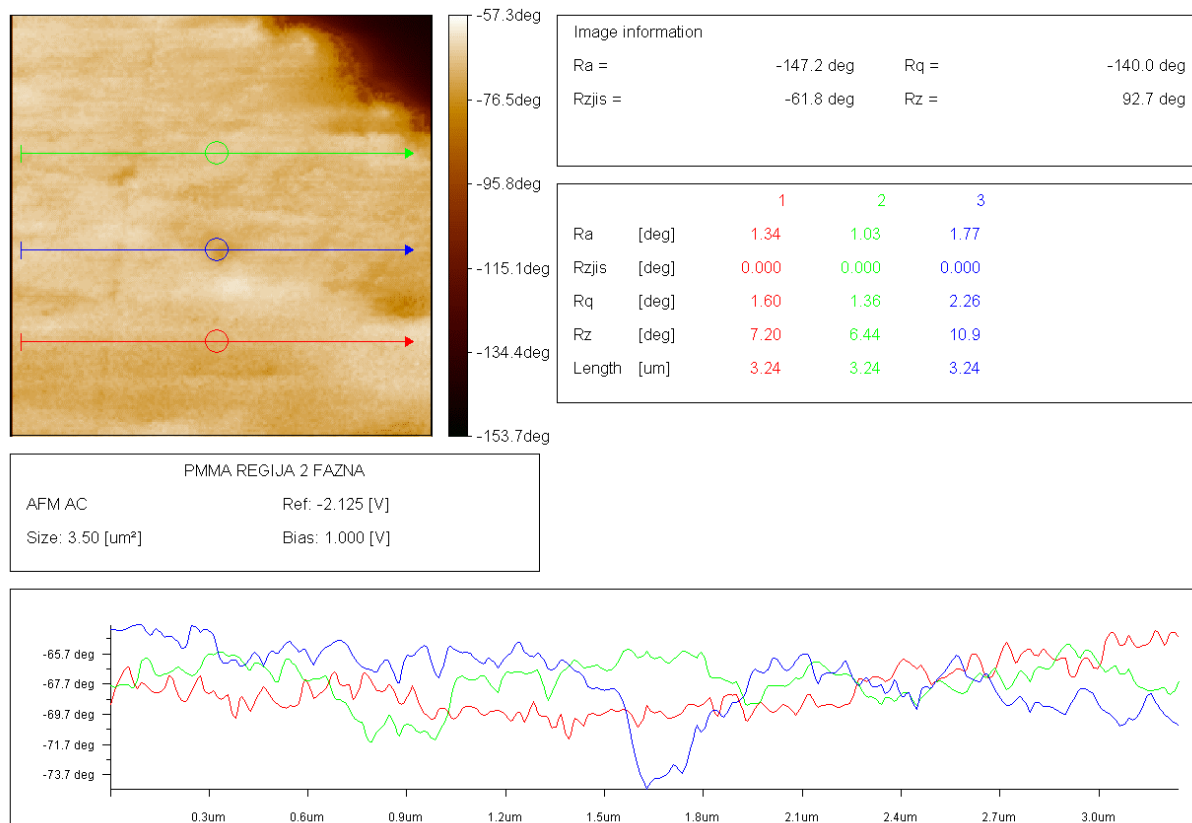 -57.3deg
-76.5deg
-95.8deg
-115.1deg
-134.4deg
-153.7deg
Image information
Ra = -147.2 deg Rq = -140.0 deg
Rzjis = -61.8 deg Rz = 92.7 deg
1 2 3
Ra [deg] 1.34 1.03 1.77
Rzjis [deg] 0.000 0.000 0.000
Rq [deg] 1.60 1.36 2.26
Rz [deg] 7.20 6.44 10.9
Length [um] 3.24 3.24 3.24
PMMA REGIJA 2 FAZNA
AFM AC Ref: -2.125 [V]
Size: 3.50 [um²] Bias: 1.000 [V]
-65.7 deg
-67.7 deg
-69.7 deg
-71.7 deg
-73.7 deg
0.3um 0.6um 0.9um 1.2um 1.5um 1.8um 2.1um 2.4um 2.7um 3.0um